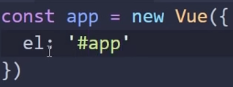 const app = new Vue({
  el: '#app'
})